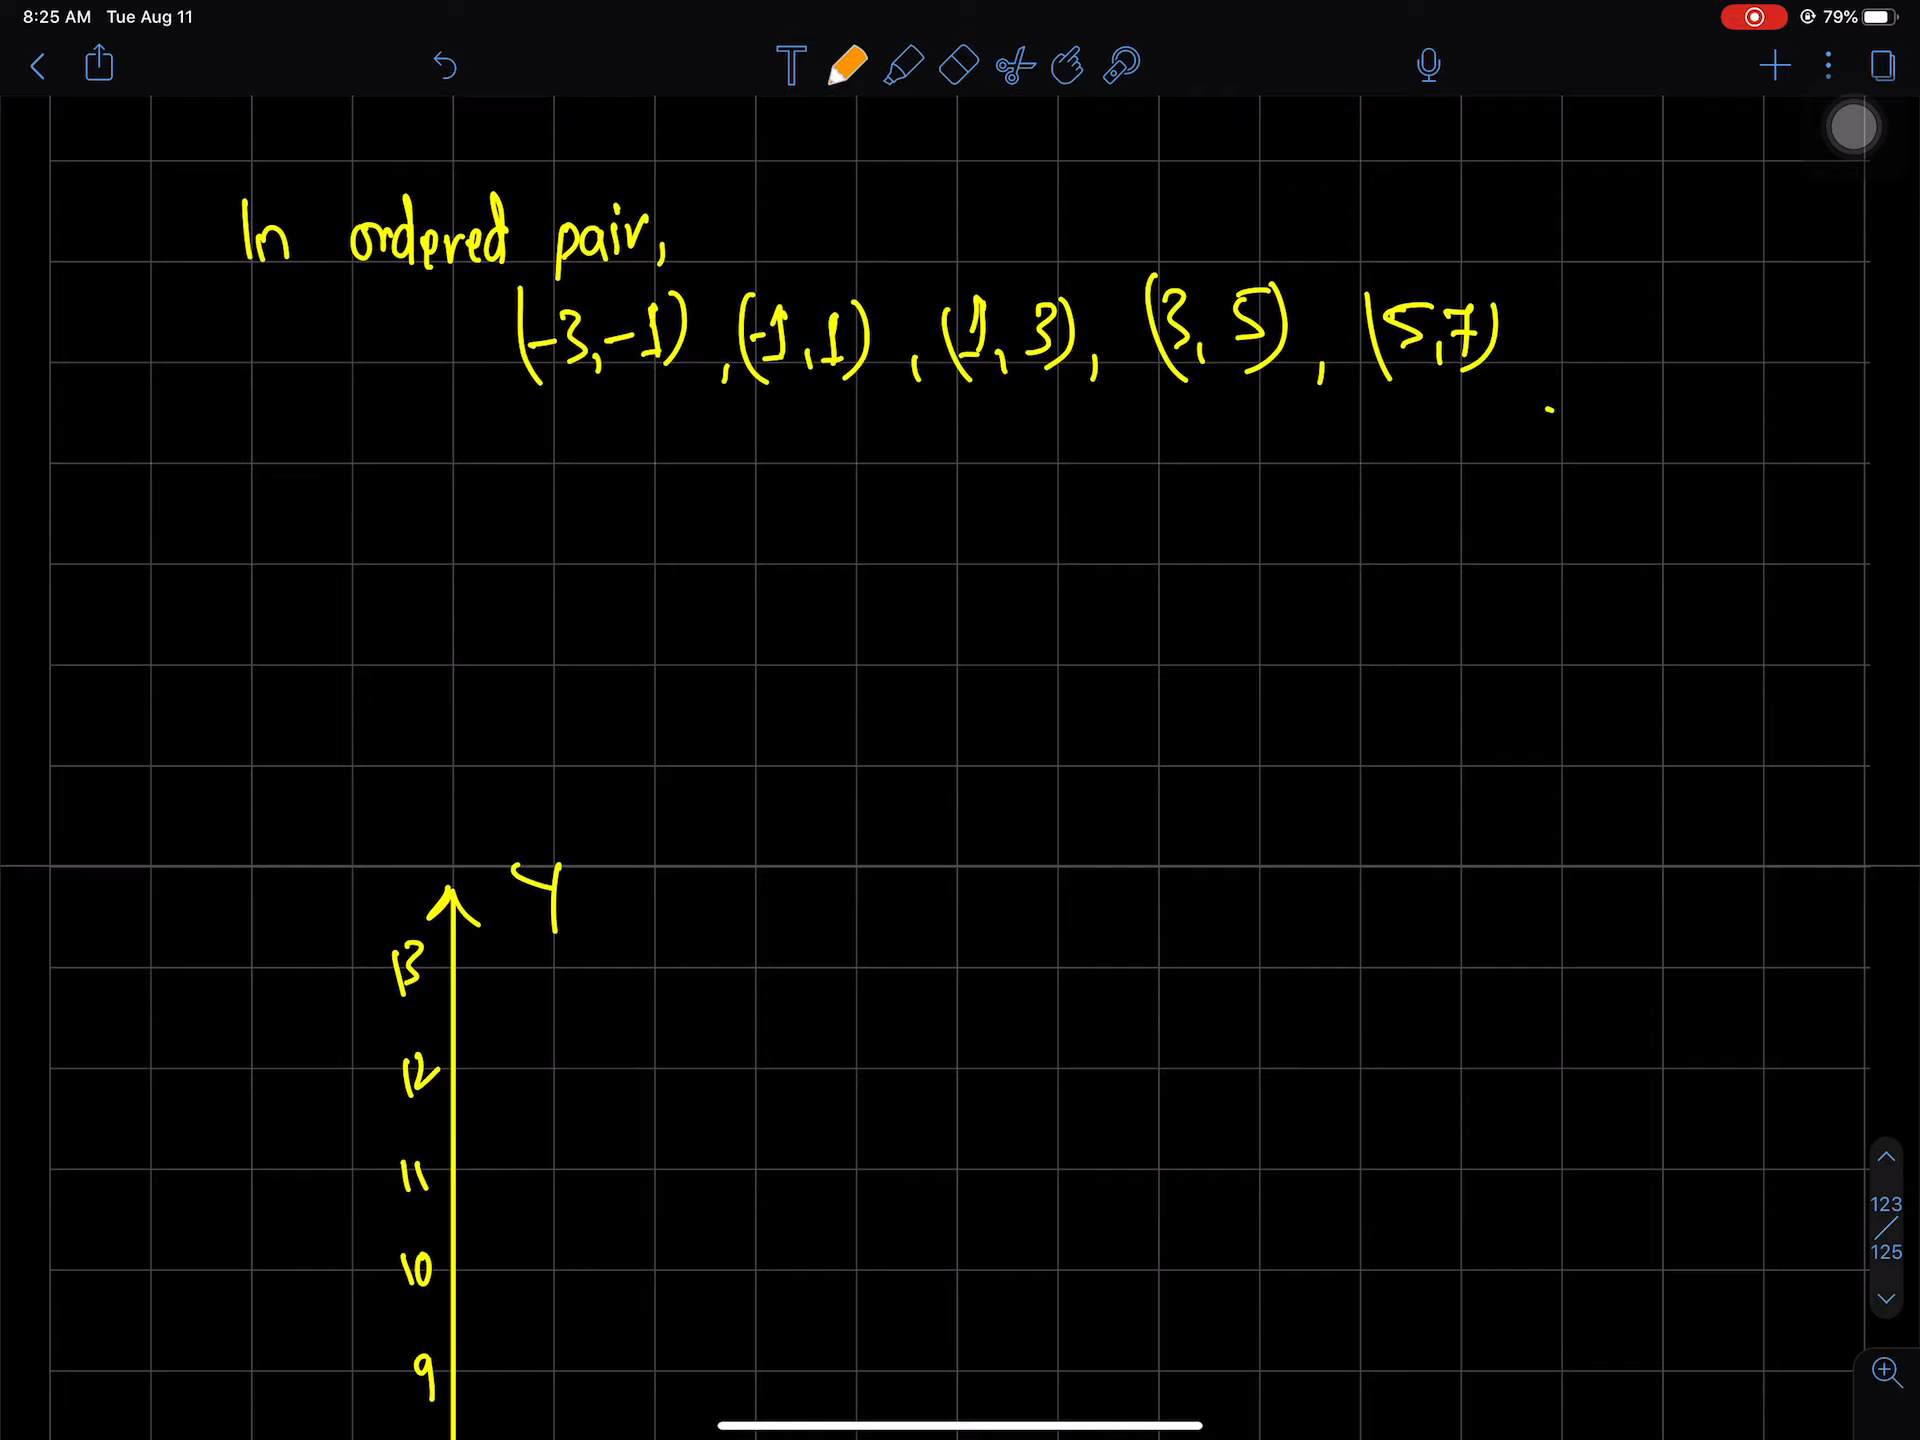 8:25 AM Tue Aug 11
79%
In ordered pair,
(-3,-1), (-1,1), (1,3), (3,5), (5,7).
Y
13
12
11
10
9
123
125